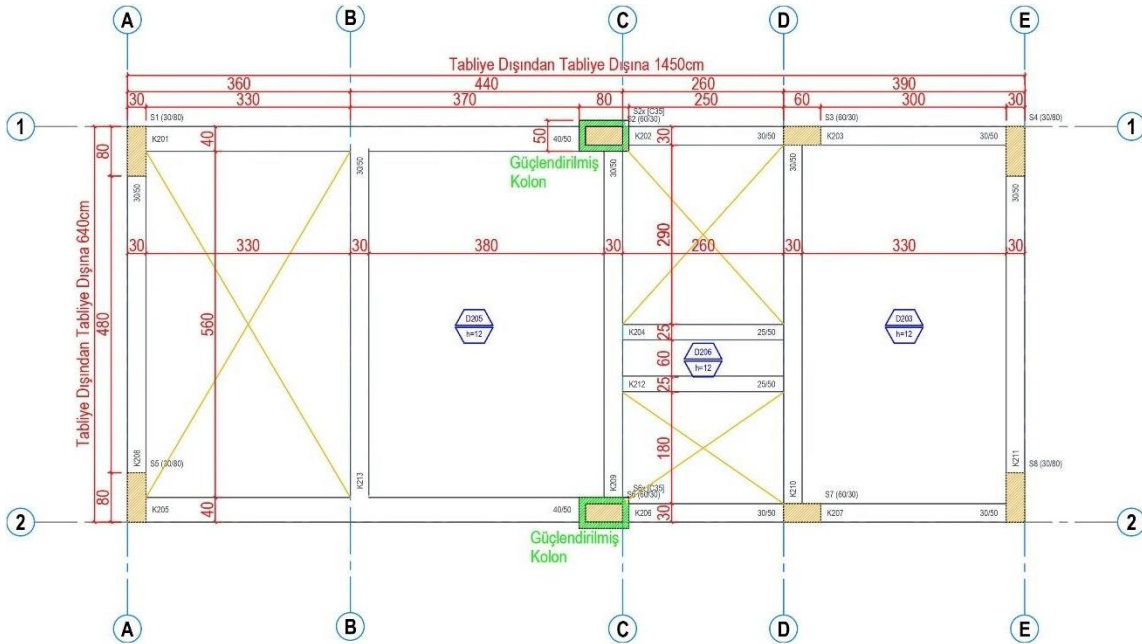 A
B
C
D
E
Tabliye Dışından Tabliye Dışına 1450cm
360
440
260
390
30
330
370
80
250
60
300
30
S1 (30/80)
S2x [C35]
S2 (60/30)
S3 (60/30)
S4 (30/80)
1
1
80
K201
40
50
40/50
K202
30
30/50
K203
30/50
Güçlendirilmiş
Kolon
30/50
30/50
30/50
30/50
30/50
Tabliye Dışından Tabliye Dışına 640cm
480
30
330
30
380
30
260
30
330
30
290
560
D205
h=12
D203
h=12
K204
25
25/50
D206
h=12
60
K212
25
25/50
180
K208
S5 (30/80)
K213
K209
K210
K211
S8 (30/80)
S6 (60/30)
S7 (60/30)
80
K205
40
40/50
K206
30
30/50
K207
30/50
2
2
Güçlendirilmiş
Kolon
A
B
C
D
E